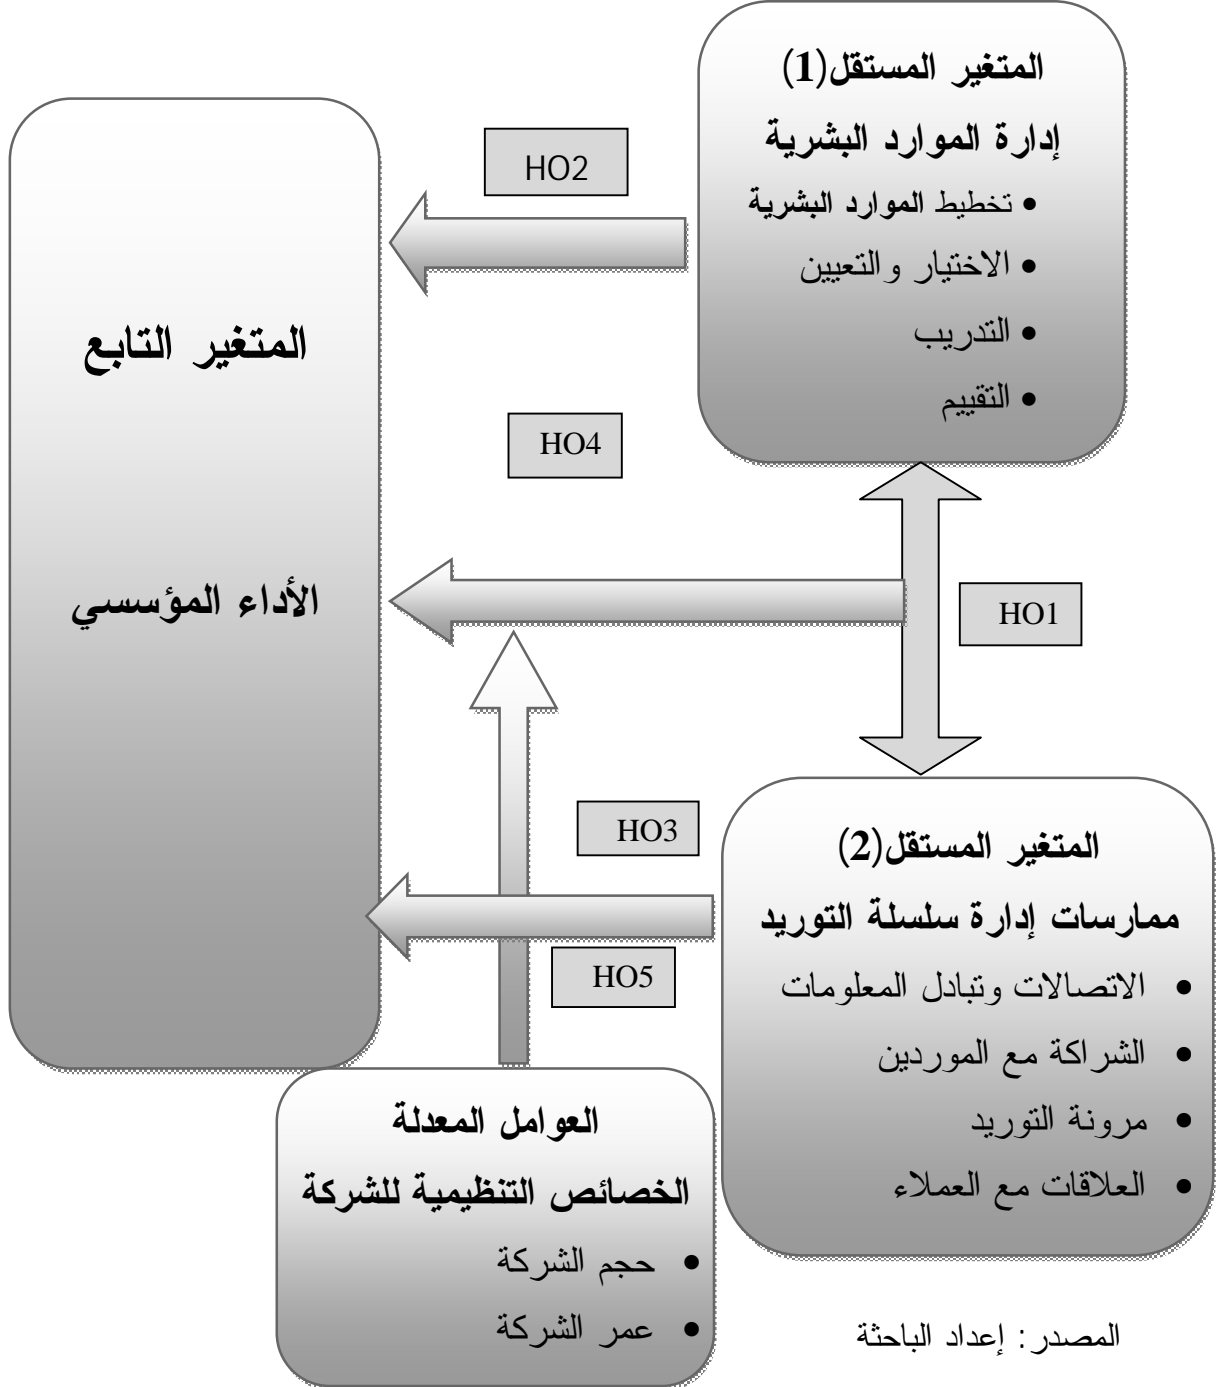 المتغير المستقل(1)
إدارة الموارد البشرية
• تخطيط الموارد البشرية
• الاختيار والتعيين
• التدريب
• التقييم
HO2
المتغير التابع
الأداء المؤسسي
HO4
HO1
HO3
HO5
المتغير المستقل(2)
ممارسات إدارة سلسلة التوريد
• الاتصالات وتبادل المعلومات
• الشراكة مع الموردين
• مرونة التوريد
• العلاقات مع العملاء
العوامل المعدلة
الخصائص التنظيمية للشركة
• حجم الشركة
• عمر الشركة
المصدر: إعداد الباحثة